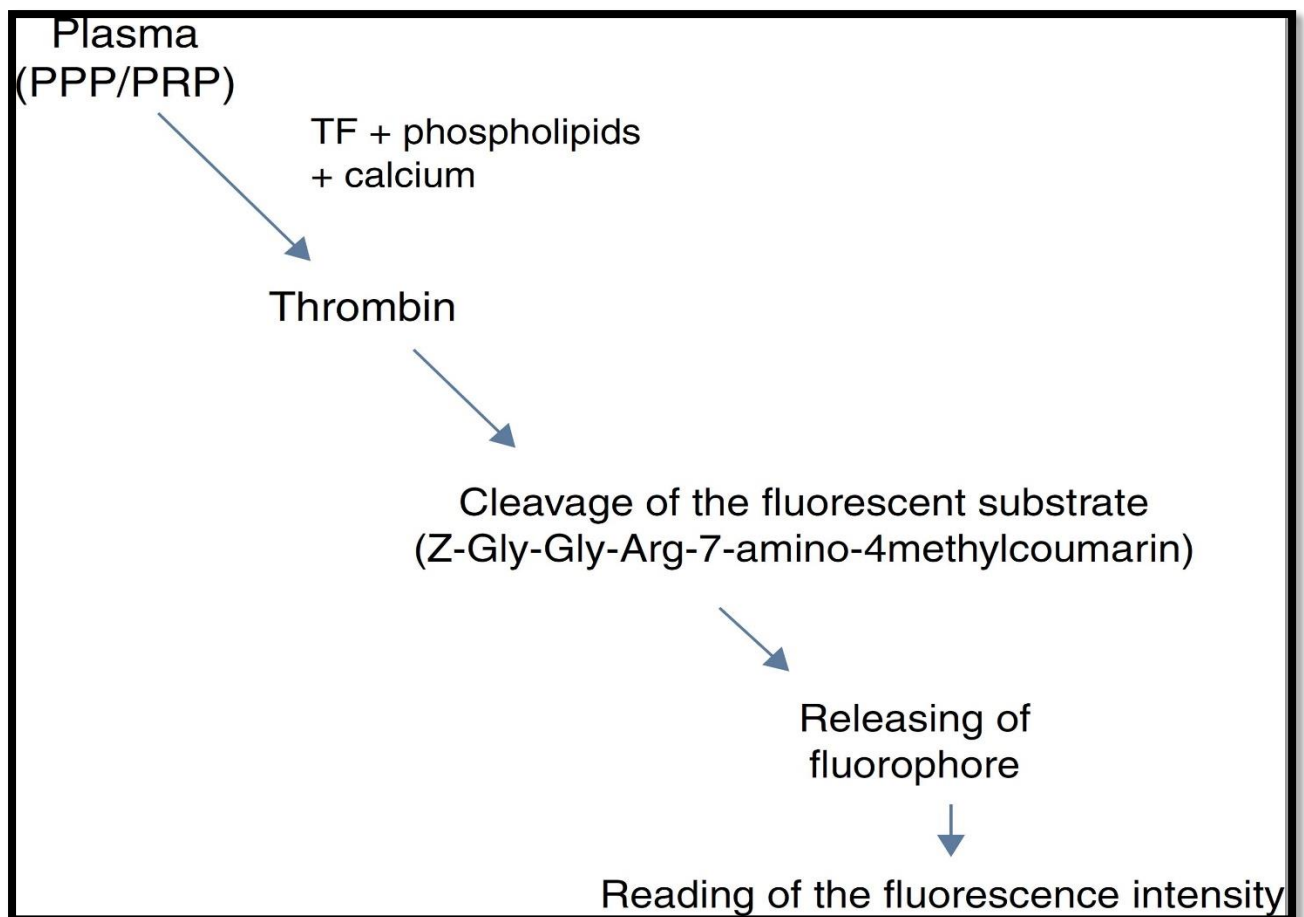 Plasma
(PPP/PRP)
TF + phospholipids
+ calcium
Thrombin
Cleavage of the fluorescent substrate
(Z-Gly-Gly-Arg-7-amino-4methylcoumarin)
Releasing of
fluorophore
Reading of the fluorescence intensity